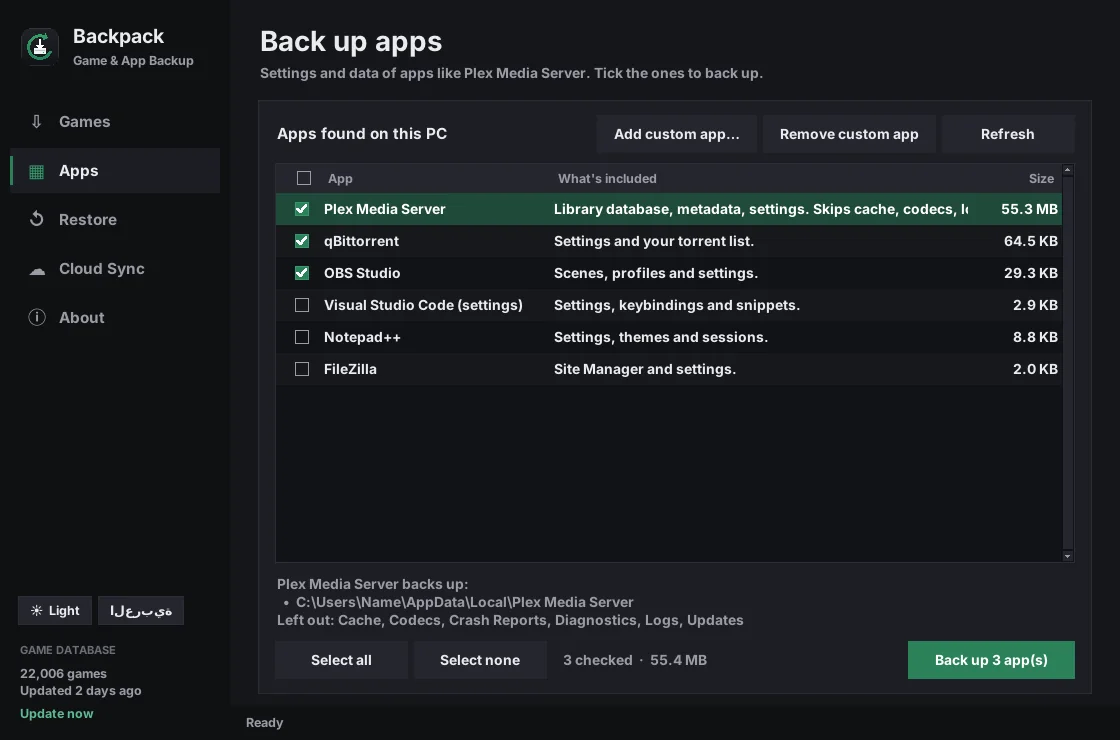 Backpack
Game & App Backup
Games
Apps
Restore
Cloud Sync
About
Light
العربية
GAME DATABASE
22,006 games
Updated 2 days ago
Update now
Back up apps
Settings and data of apps like Plex Media Server. Tick the ones to back up.
Apps found on this PC
Add custom app...
Remove custom app
Refresh
App What's included Size
Plex Media Server Library database, metadata, settings. Skips cache, codecs, 55.3 MB
qBittorrent Settings and your torrent list. 64.5 KB
OBS Studio Scenes, profiles and settings. 29.3 KB
Visual Studio Code (settings) Settings, keybindings and snippets. 2.9 KB
Notepad++ Settings, themes and sessions. 8.8 KB
FileZilla Site Manager and settings. 2.0 KB
Plex Media Server backs up:
• C:\Users\Name\AppData\Local\Plex Media Server
Left out: Cache, Codecs, Crash Reports, Diagnostics, Logs, Updates
Select all
Select none
3 checked · 55.4 MB
Back up 3 app(s)
Ready